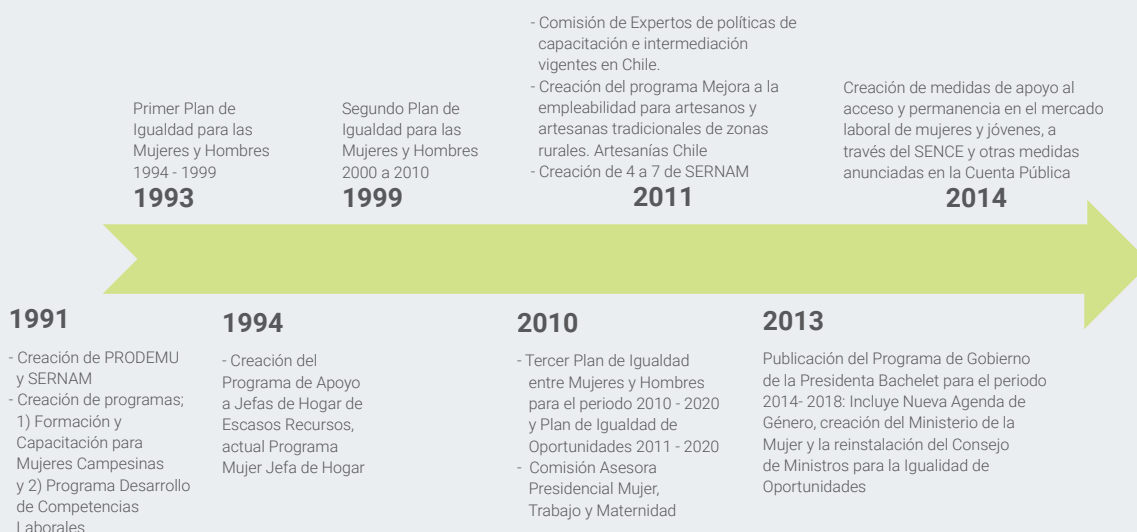 Primer Plan de
Igualdad para las
Mujeres y Hombres
1994 - 1999
1993
Segundo Plan de
Igualdad para las
Mujeres y Hombres
2000 a 2010
1999
- Comisión de Expertos de políticas de
capacitación e intermediación
vigentes en Chile.
- Creación del programa Mejora a la
empleabilidad para artesanos y
artesanas tradicionales de zonas
rurales. Artesanías Chile
- Creación de 4 a 7 de SERNAM
2011
Creación de medidas de apoyo al
acceso y permanencia en el mercado
laboral de mujeres y jóvenes, a
través del SENCE y otras medidas
anunciadas en la Cuenta Pública
2014
1991
- Creación de PRODEMU
y SERNAM
- Creación de programas;
1) Formación y
Capacitación para
Mujeres Campesinas
y 2) Programa Desarrollo
de Competencias
Laborales
1994
- Creación del
Programa de Apoyo
a Jefas de Hogar de
Escasos Recursos,
actual Programa
Mujer Jefa de Hogar
2010
- Tercer Plan de Igualdad
entre Mujeres y Hombres
para el periodo 2010 - 2020
y Plan de Igualdad de
Oportunidades 2011 - 2020
- Comisión Asesora
Presidencial Mujer,
Trabajo y Maternidad
2013
Publicación del Programa de Gobierno
de la Presidenta Bachelet para el periodo
2014- 2018: Incluye Nueva Agenda de
Género, creación del Ministerio de la
Mujer y la reinstalación del Consejo
de Ministros para la Igualidad de
Oportunidades